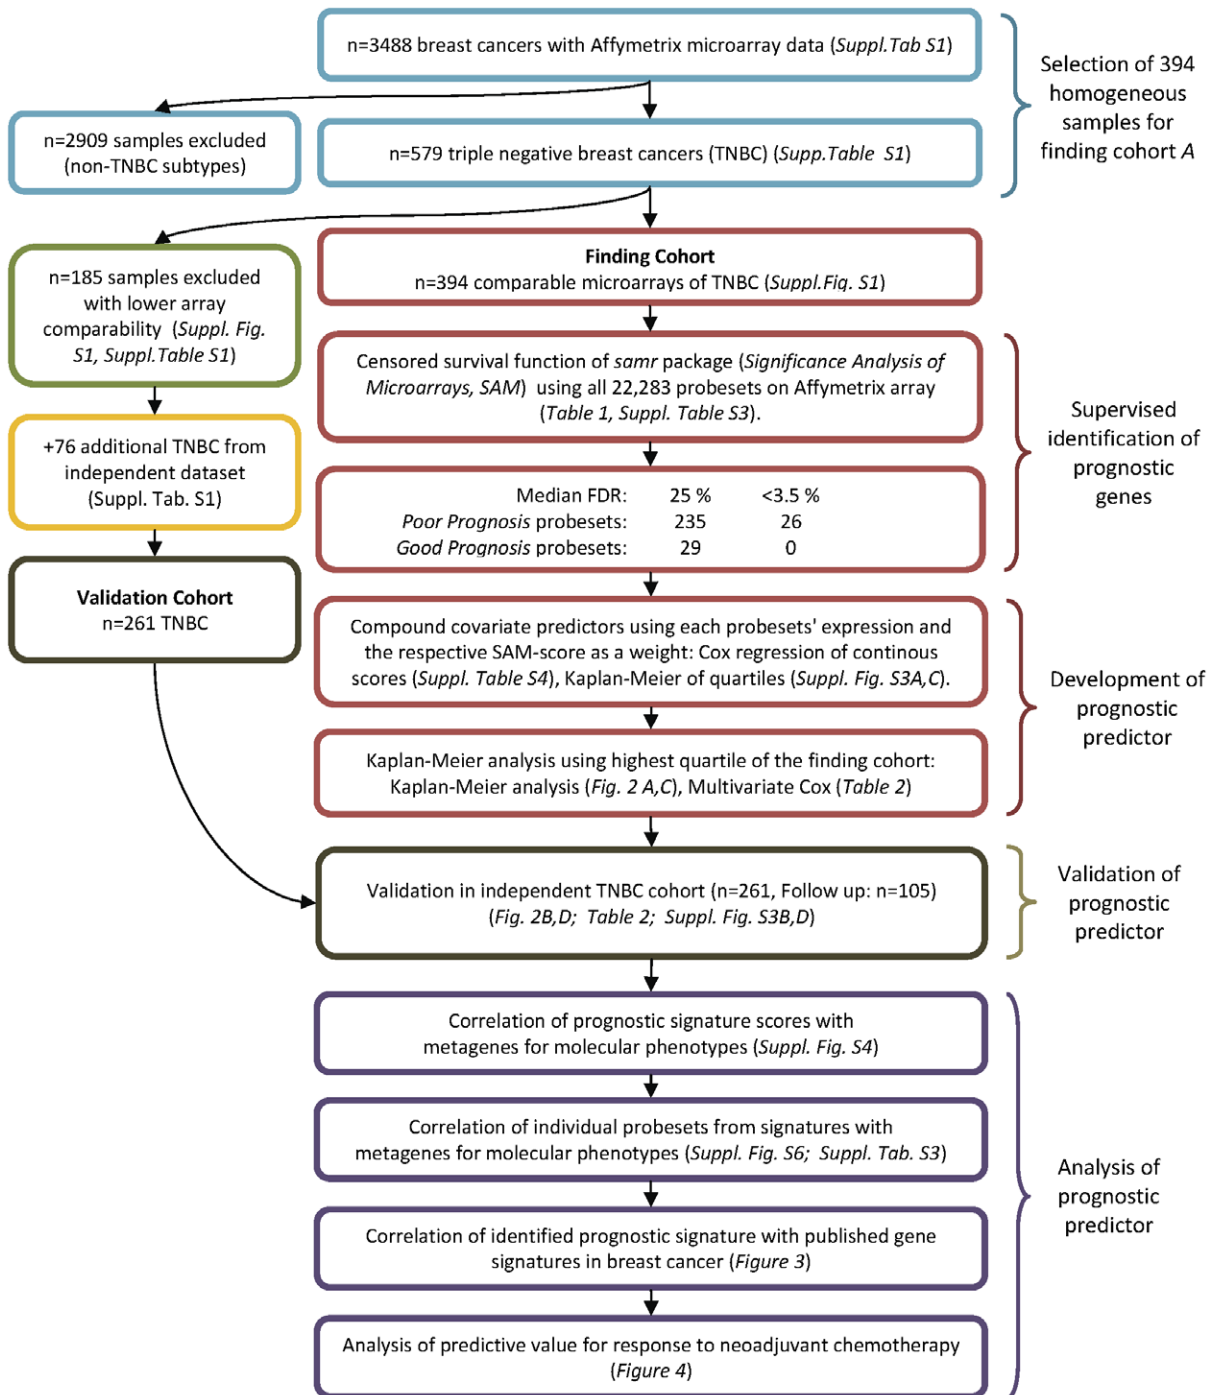 n=3488 breast cancers with Affymetrix microarray data (Suppl.Tab S1)
Selection of 394
homogeneous
samples for
finding cohort A
n=2909 samples excluded
(non-TNBC subtypes)
n=579 triple negative breast cancers (TNBC) (Supp.Table S1)
n=185 samples excluded
with lower array
comparability (Suppl. Fig.
S1, Suppl.Table S1)
Finding Cohort
n=394 comparable microarrays of TNBC (Suppl.Fig. S1)
Censored survival function of samr package (Significance Analysis of
Microarrays, SAM) using all 22,283 probesets on Affymetrix array
(Table 1, Suppl. Table S3).
Supervised
identification of
prognostic
genes
+76 additional TNBC from
independent dataset
(Suppl. Tab. S1)
Median FDR: 25 % <3.5 %
Poor Prognosis probesets: 235 26
Good Prognosis probesets: 29 0
Validation Cohort
n=261 TNBC
Compound covariate predictors using each probesets' expression and
the respective SAM-score as a weight: Cox regression of continous
scores (Suppl. Table S4), Kaplan-Meier of quartiles (Suppl. Fig. S3A,C).
Development of
prognostic
predictor
Kaplan-Meier analysis using highest quartile of the finding cohort:
Kaplan-Meier analysis (Fig. 2 A,C), Multivariate Cox (Table 2)
Validation in independent TNBC cohort (n=261, Follow up: n=105)
(Fig. 2B,D; Table 2; Suppl. Fig. S3B,D)
Validation of
prognostic
predictor
Correlation of prognostic signature scores with
metagenes for molecular phenotypes (Suppl. Fig. S4)
Correlation of individual probesets from signatures with
metagenes for molecular phenotypes (Suppl. Fig. S6; Suppl. Tab. S3)
Analysis of
prognostic
predictor
Correlation of identified prognostic signature with published gene
signatures in breast cancer (Figure 3)
Analysis of predictive value for response to neoadjuvant chemotherapy
(Figure 4)